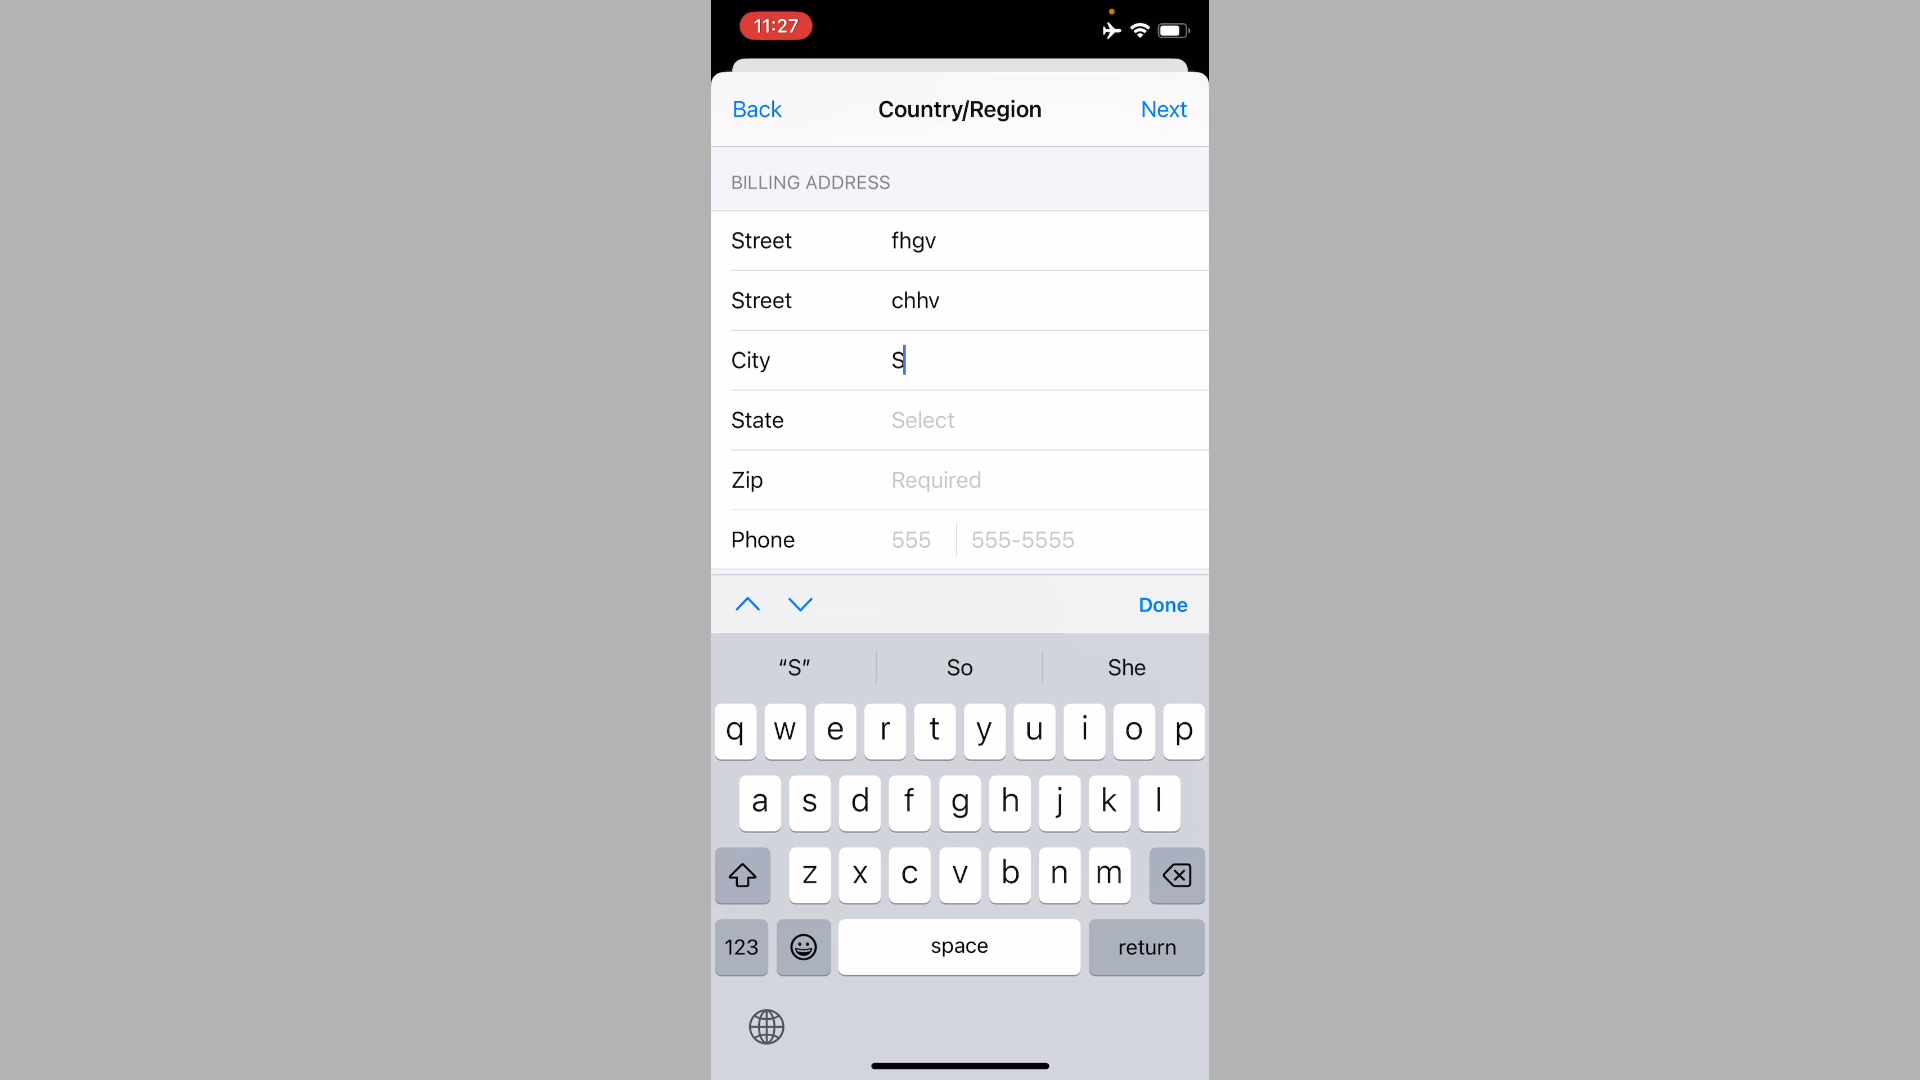 11:27
Back Country/Region Next
BILLING ADDRESS
Street fhgv
Street chhv
City S
State Select
Zip Required
Phone 555 555-5555
Done
“S” So She
q w e r t y u i o p
a s d f g h j k l
z x c v b n m
123 space return